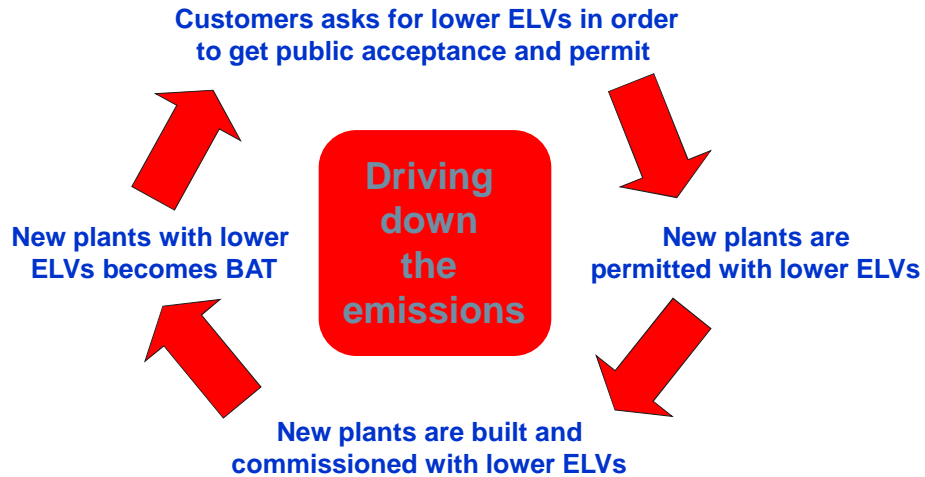 Customers asks for lower ELVs in order
to get public acceptance and permit
Driving
down
the
emissions
New plants with lower
ELVs becomes BAT
New plants are
permitted with lower ELVs
New plants are built and
commissioned with lower ELVs